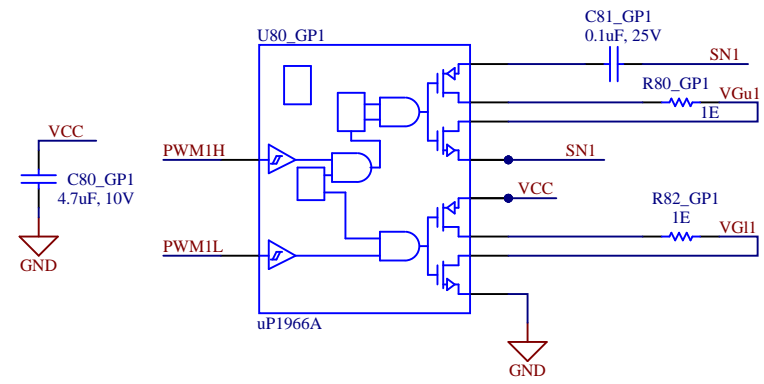 C81_GP1
0.1uF, 25V
SN1
U80_GP1
R80_GP1
VGu1
1E
VCC
PWM1H
SN1
C80_GP1
4.7uF, 10V
VCC
R82_GP1
1E
PWM1L
VGl1
GND
uP1966A
GND